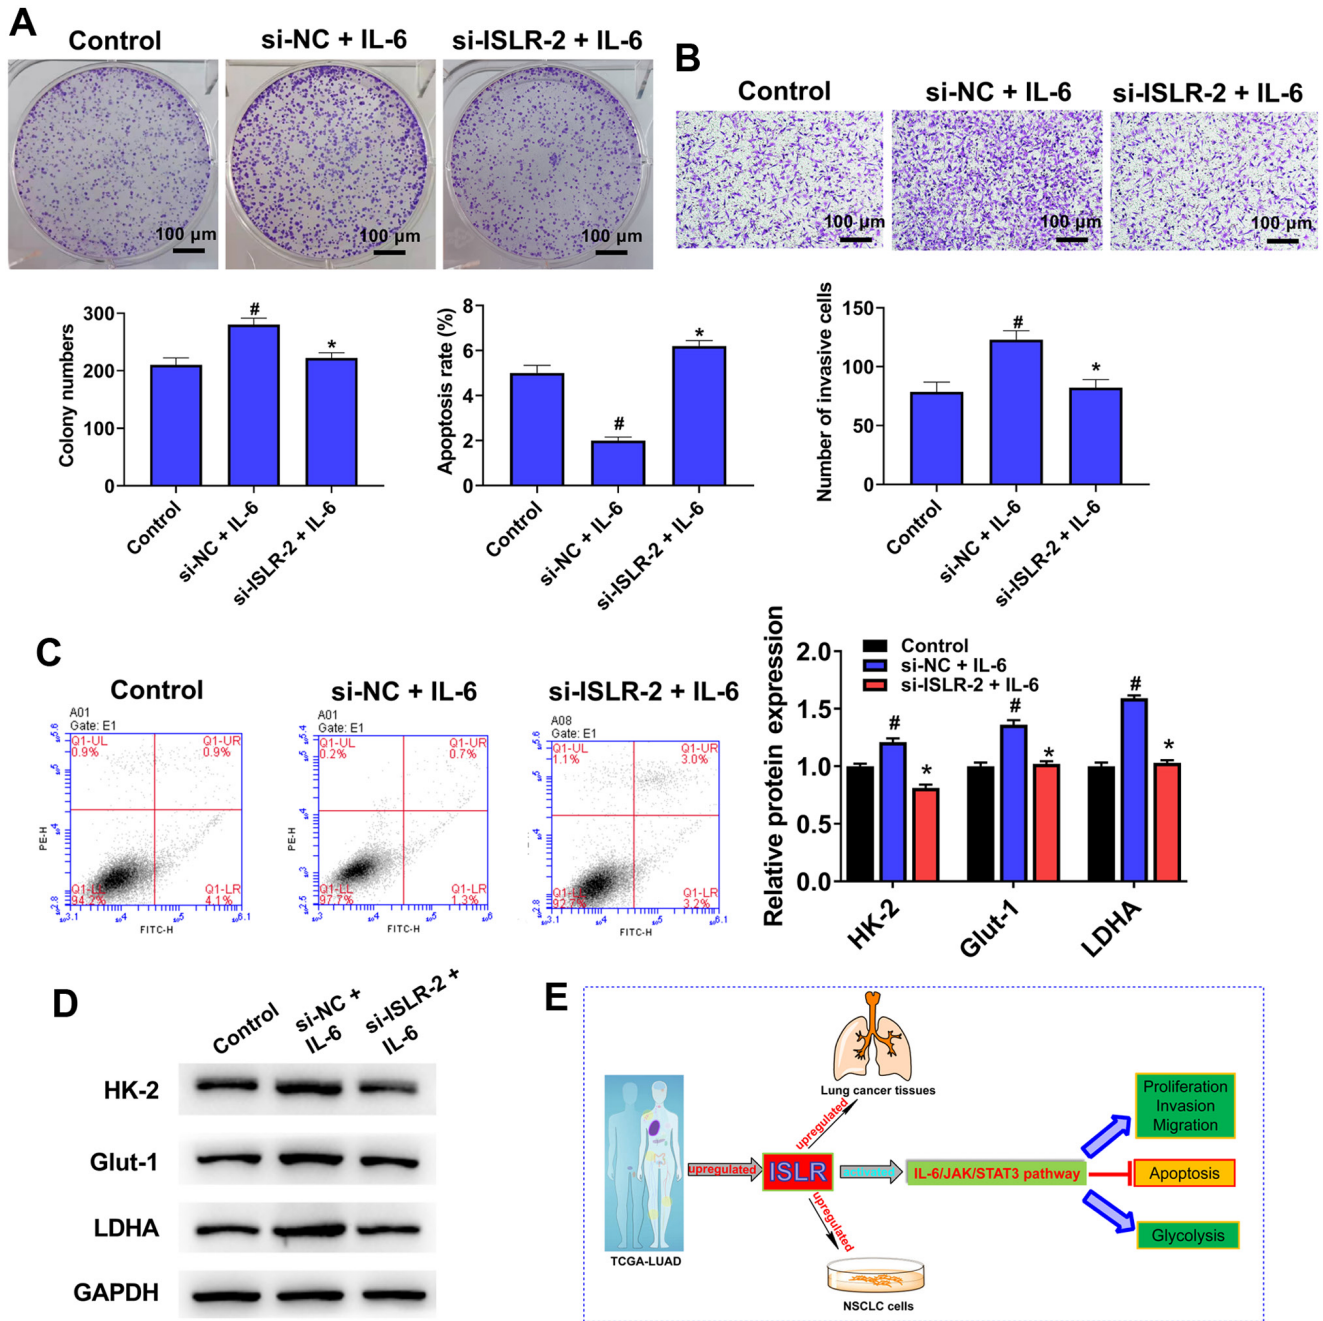 A
Control
si-NC + IL-6
si-ISLR-2 + IL-6
100 μm
100 μm
100 μm
B
Control
si-NC + IL-6
si-ISLR-2 + IL-6
100 μm
100 μm
100 μm
Colony numbers
300
200
100
0
#
*
Control
si-NC + IL-6
si-ISLR-2 + IL-6
Apoptosis rate (%)
8
6
4
2
0
#
*
Control
si-NC + IL-6
si-ISLR-2 + IL-6
Number of invasive cells
150
100
50
0
#
*
Control
si-NC + IL-6
si-ISLR-2 + IL-6
C
Control
A01
Gate: E1
Q1-UL
0.9%
Q1-UR
0.9%
Q1-LL
94.2%
Q1-LR
4.1%
PE-H
FITC-H
si-NC + IL-6
A01
Gate: E1
Q1-UL
0.2%
Q1-UR
0.7%
Q1-LL
97.7%
Q1-LR
1.3%
PE-H
FITC-H
si-ISLR-2 + IL-6
A08
Gate: E1
Q1-UL
1.1%
Q1-UR
3.0%
Q1-LL
92.7%
Q1-LR
3.2%
FITC-H
Relative protein expression
2.0
1.5
1.0
0.5
0.0
Control
si-NC + IL-6
si-ISLR-2 + IL-6
#
*
#
*
#
*
HK-2
Glut-1
LDHA
D
Control
si-NC +
IL-6
si-ISLR-2 +
IL-6
HK-2
Glut-1
LDHA
GAPDH
E
TCGA-LUAD
upregulated
ISLR
upregulated
Lung cancer tissues
upregulated
NSCLC cells
activated
IL-6/JAK/STAT3 pathway
Proliferation
Invasion
Migration
Apoptosis
Glycolysis